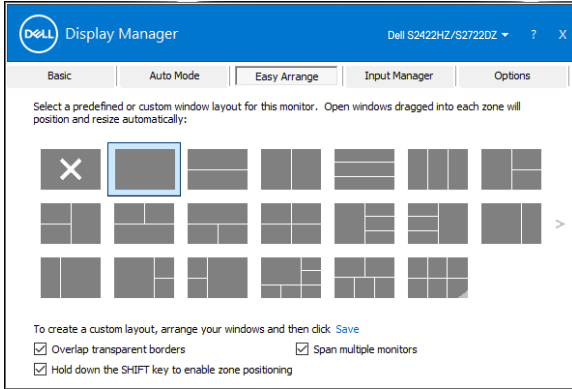 DELL Display Manager Dell S2422HZ/S2722DZ ? X
Basic Auto Mode Easy Arrange Input Manager Options
Select a predefined or custom window layout for this monitor. Open windows dragged into each zone will
position and resize automatically:
>
To create a custom layout, arrange your windows and then click Save
Overlap transparent borders Span multiple monitors
Hold down the SHIFT key to enable zone positioning